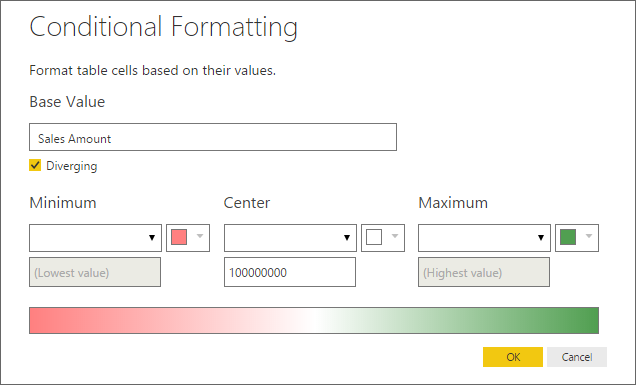 Conditional Formatting
Format table cells based on their values.
Base Value
Sales Amount
Diverging
Minimum Center Maximum
(Lowest value) 100000000 (Highest value)
OK Cancel